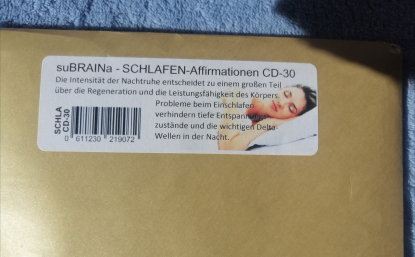 suBRAINa - SCHLAFEN-Affirmationen CD-30
Die Intensität der Nachtruhe entscheidet zu einem großen Teil
über die Regeneration und die Leistungsfähigkeit des Körpers.
Probleme beim Einschlafen
verhindern tiefe Entspannungs-
zustände und die wichtigen Delta-
Wellen in der Nacht.
SCHLA
CD-30
0 611230 219072